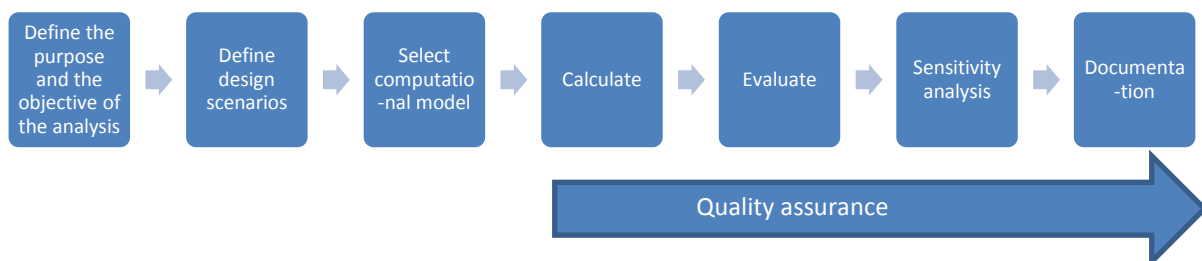 Define the
purpose
and the
objective of
the analysis
Define
design
scenarios
Select
computatio
-nal model
Calculate
Evaluate
Sensitivity
analysis
Documenta
-tion
Quality assurance